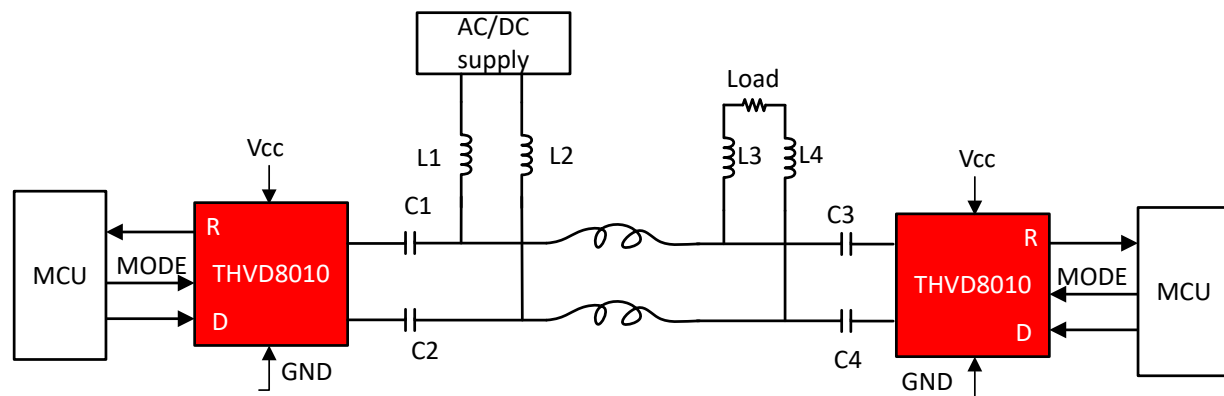 AC/DC
supply
Load
L1
L2
L3
L4
Vcc
Vcc
C1
C3
R
R
MCU
MODE
THVD8010
THVD8010
MODE
MCU
D
D
C2
C4
GND
GND